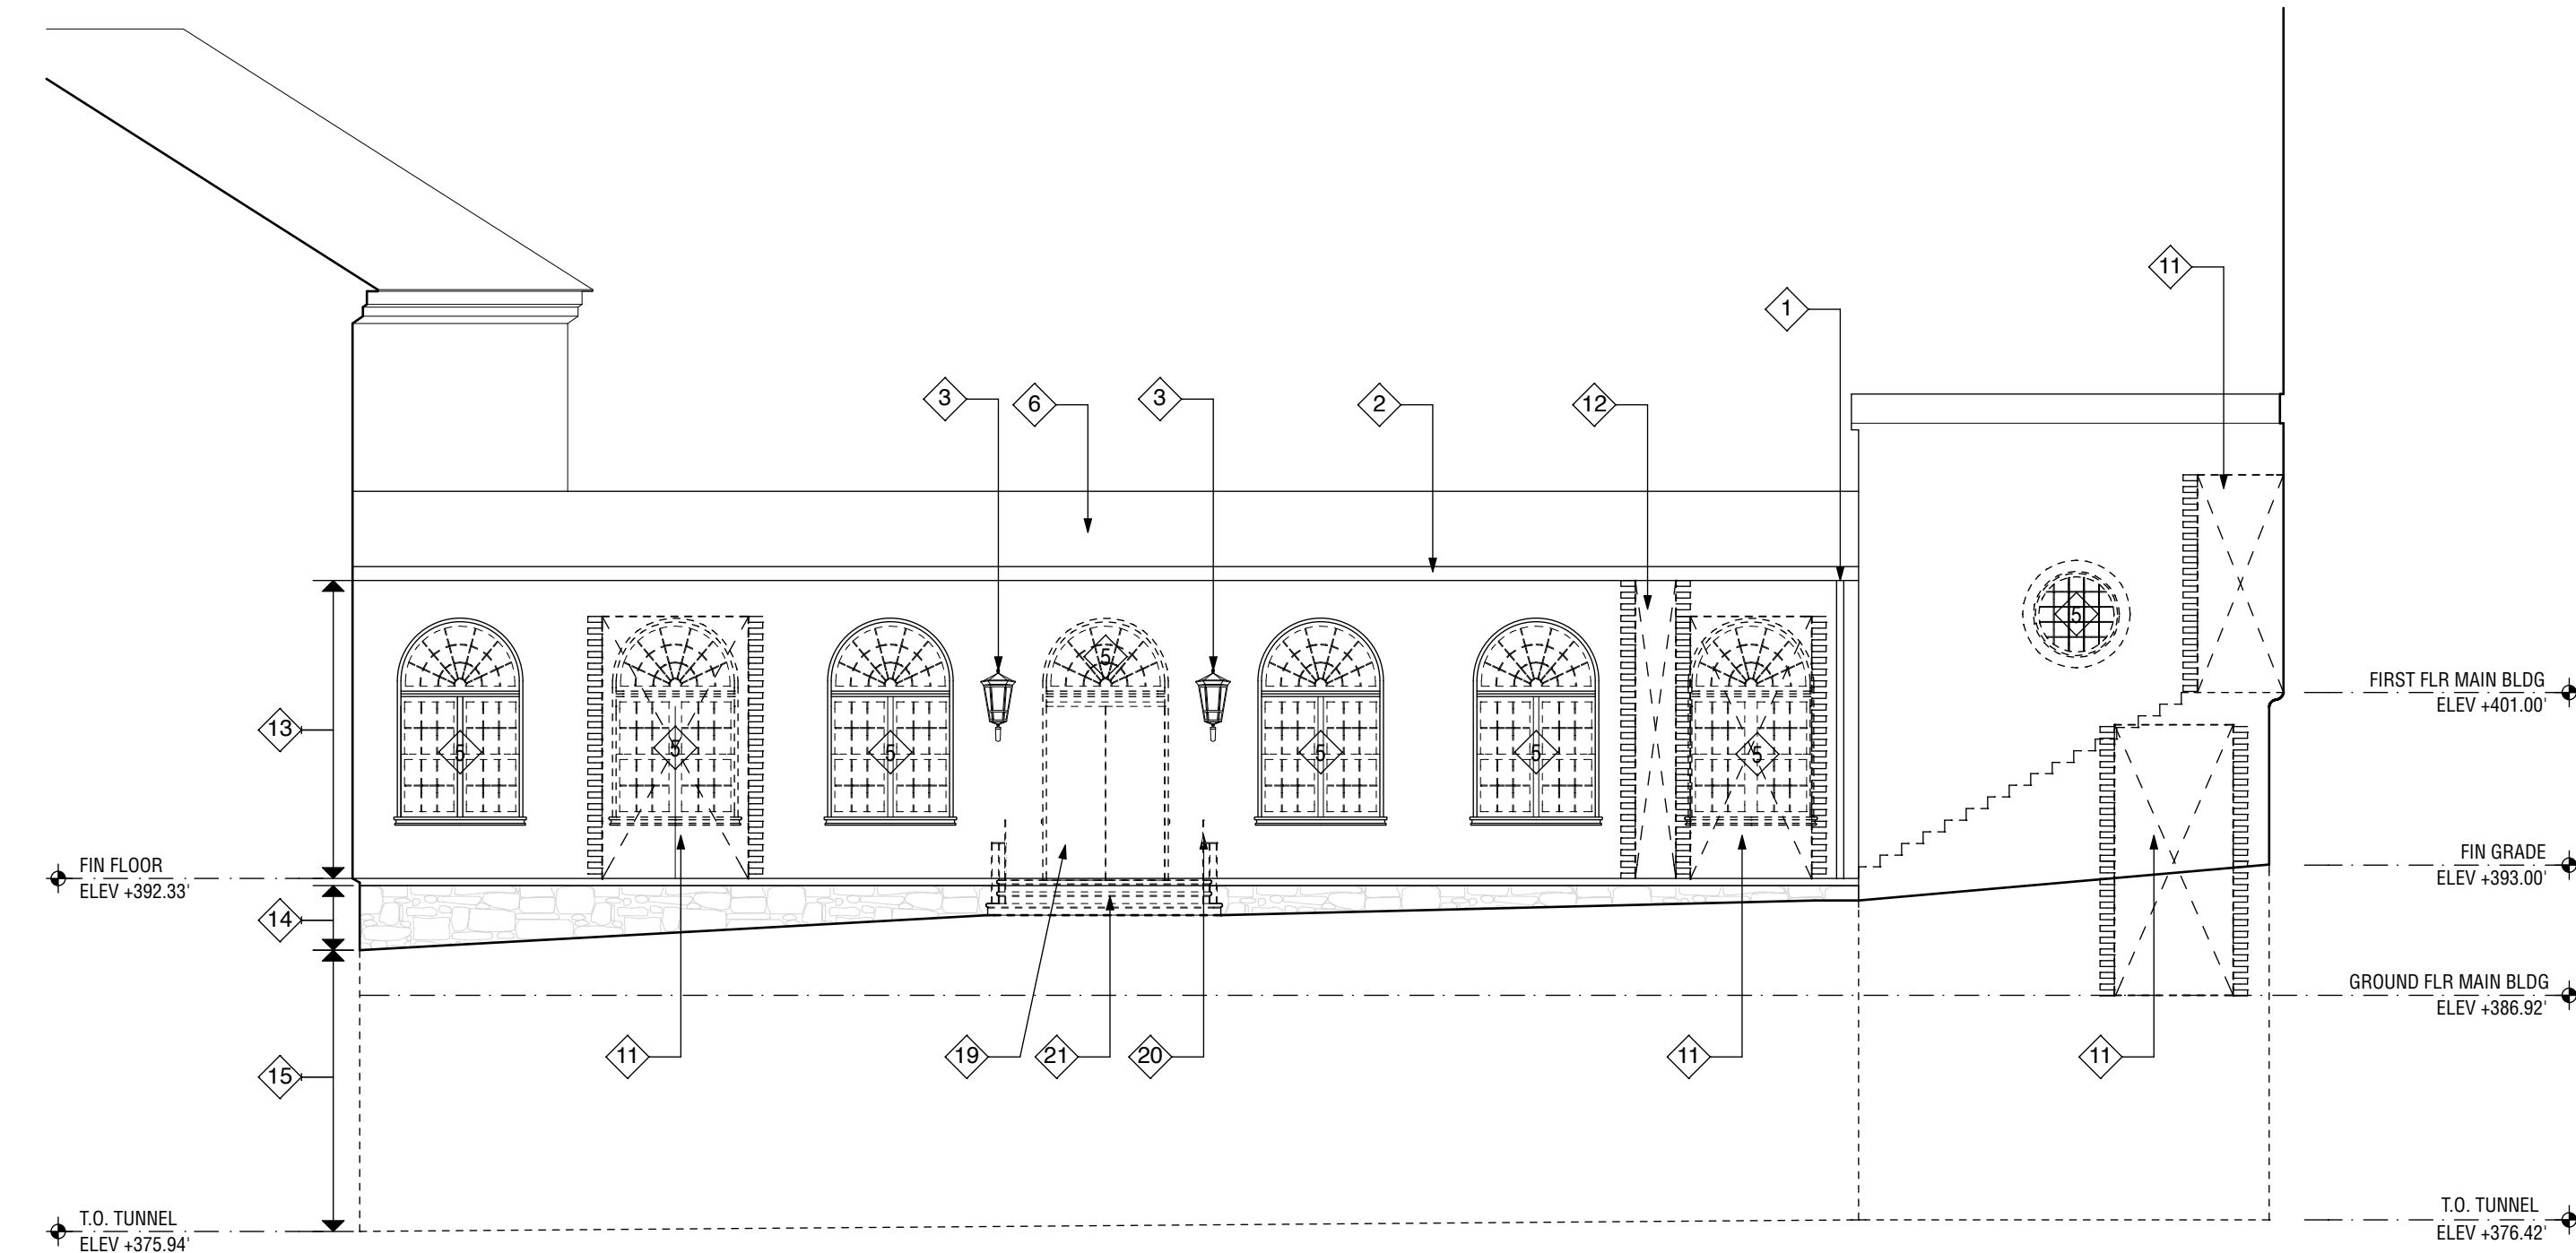 11
1
3
6
3
2
12
5
5
FIRST FLR MAIN BLDG
ELEV +401.00'
13
5
5
5
5
5
5
FIN FLOOR
ELEV +392.33'
FIN GRADE
ELEV +393.00'
14
GROUND FLR MAIN BLDG
ELEV +386.92'
15
11
19
21
20
11
11
T.O. TUNNEL
ELEV +375.94'
T.O. TUNNEL
ELEV +376.42'